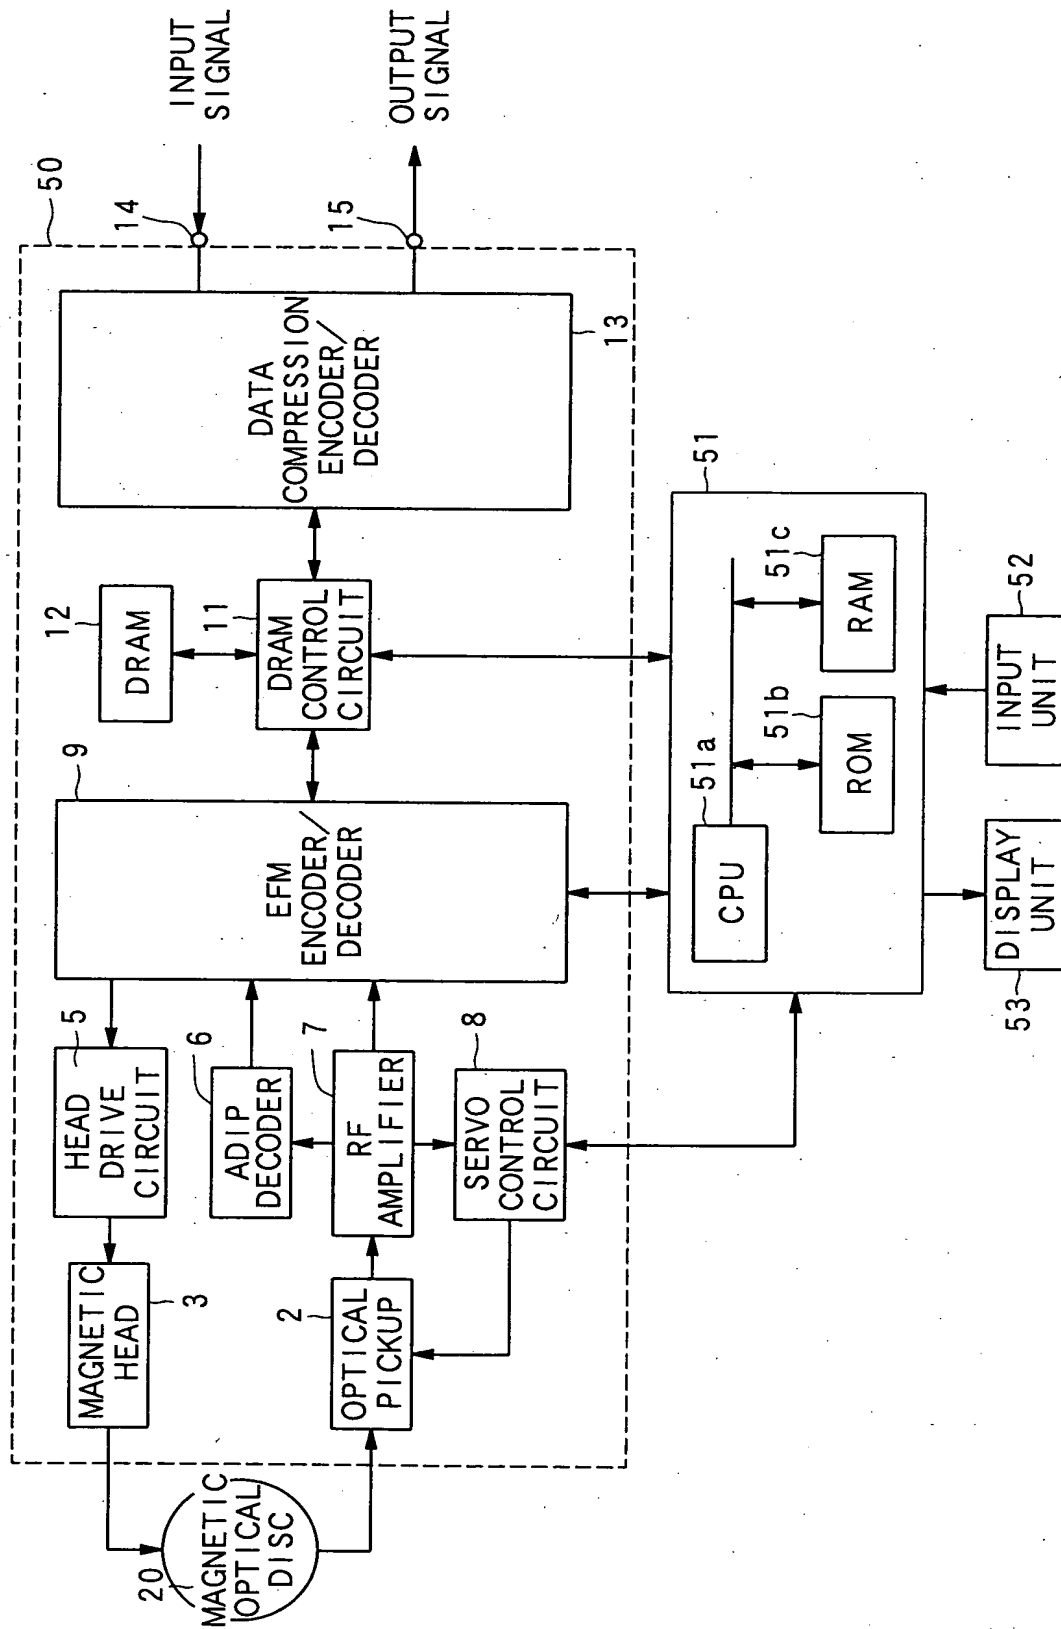 INPUT
SIGNAL
OUTPUT
SIGNAL
50
14
15
DATA
COMPRESSION
ENCODER/
DECODER
13
12
DRAM
11
DRAM
CONTROL
CIRCUIT
9
EFM
ENCODER/
DECODER
5
HEAD
DRIVE
CIRCUIT
6
ADIP
DECODER
7
RF
AMPLIFIER
8
SERVO
CONTROL
CIRCUIT
MAGNETIC
HEAD
3
2
OPTICAL
PICKUP
20
MAGNETIC
OPTICAL
DISC
51
51a
CPU
51b
ROM
51c
RAM
52
INPUT
UNIT
DISPLAY
UNIT
53